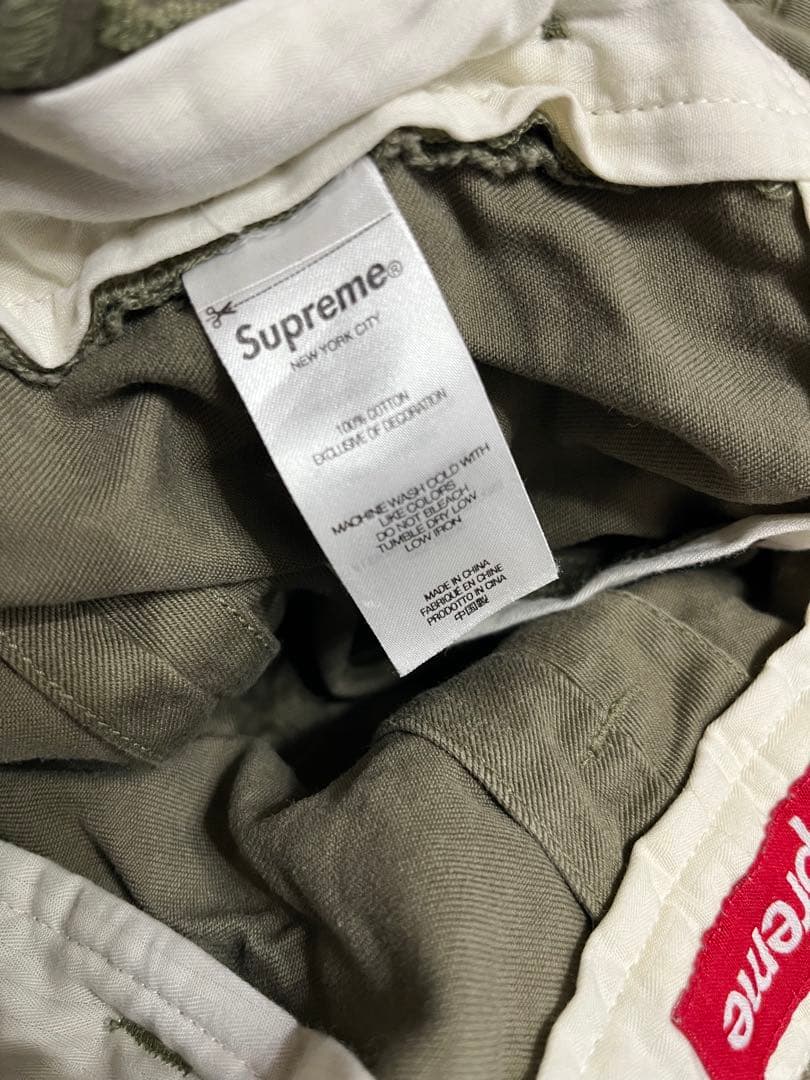 Supreme®
NEW YORK CITY
100% COTTON
EXCLUSIVE OF DECORATION
MACHINE WASH COLD WITH
LIKE COLORS
DO NOT BLEACH
TUMBLE DRY LOW
LOW IRON
MADE IN CHINA
FABRIQUE EN CHINE
PRODOTTO IN CINA
中国製
preme